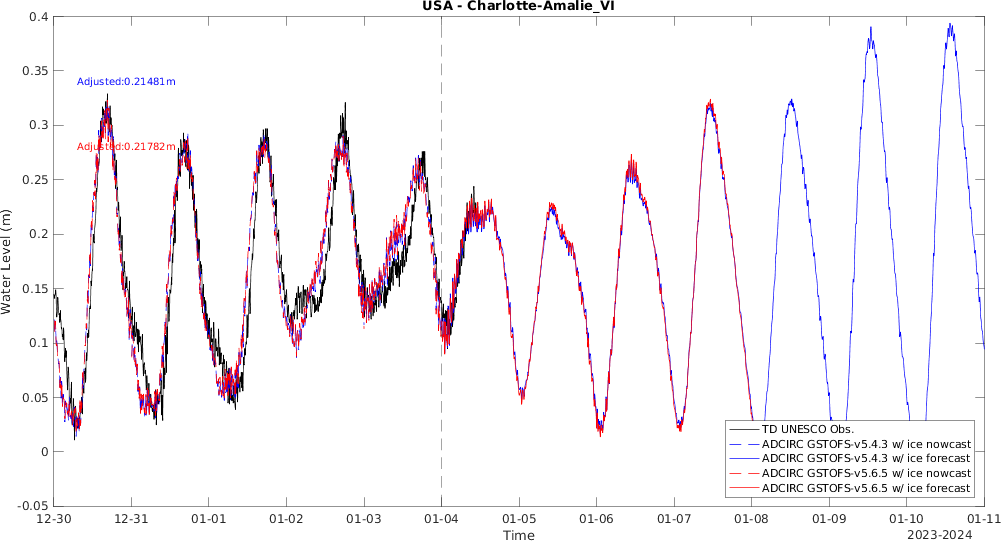 USA - Charlotte-Amalie_VI
0.4
0.35
0.3
0.25
0.2
0.15
0.1
0.05
0
-0.05
Water Level (m)
Adjusted:0.21481m
Adjusted:0.21782m
TD UNESCO Obs.
ADCIRC GSTOFS-v5.4.3 w/ ice nowcast
ADCIRC GSTOFS-v5.4.3 w/ ice forecast
ADCIRC GSTOFS-v5.6.5 w/ ice nowcast
ADCIRC GSTOFS-v5.6.5 w/ ice forecast
12-30 12-31 01-01 01-02 01-03 01-04 01-05 01-06 01-07 01-08 01-09 01-10 01-11
Time
2023-2024